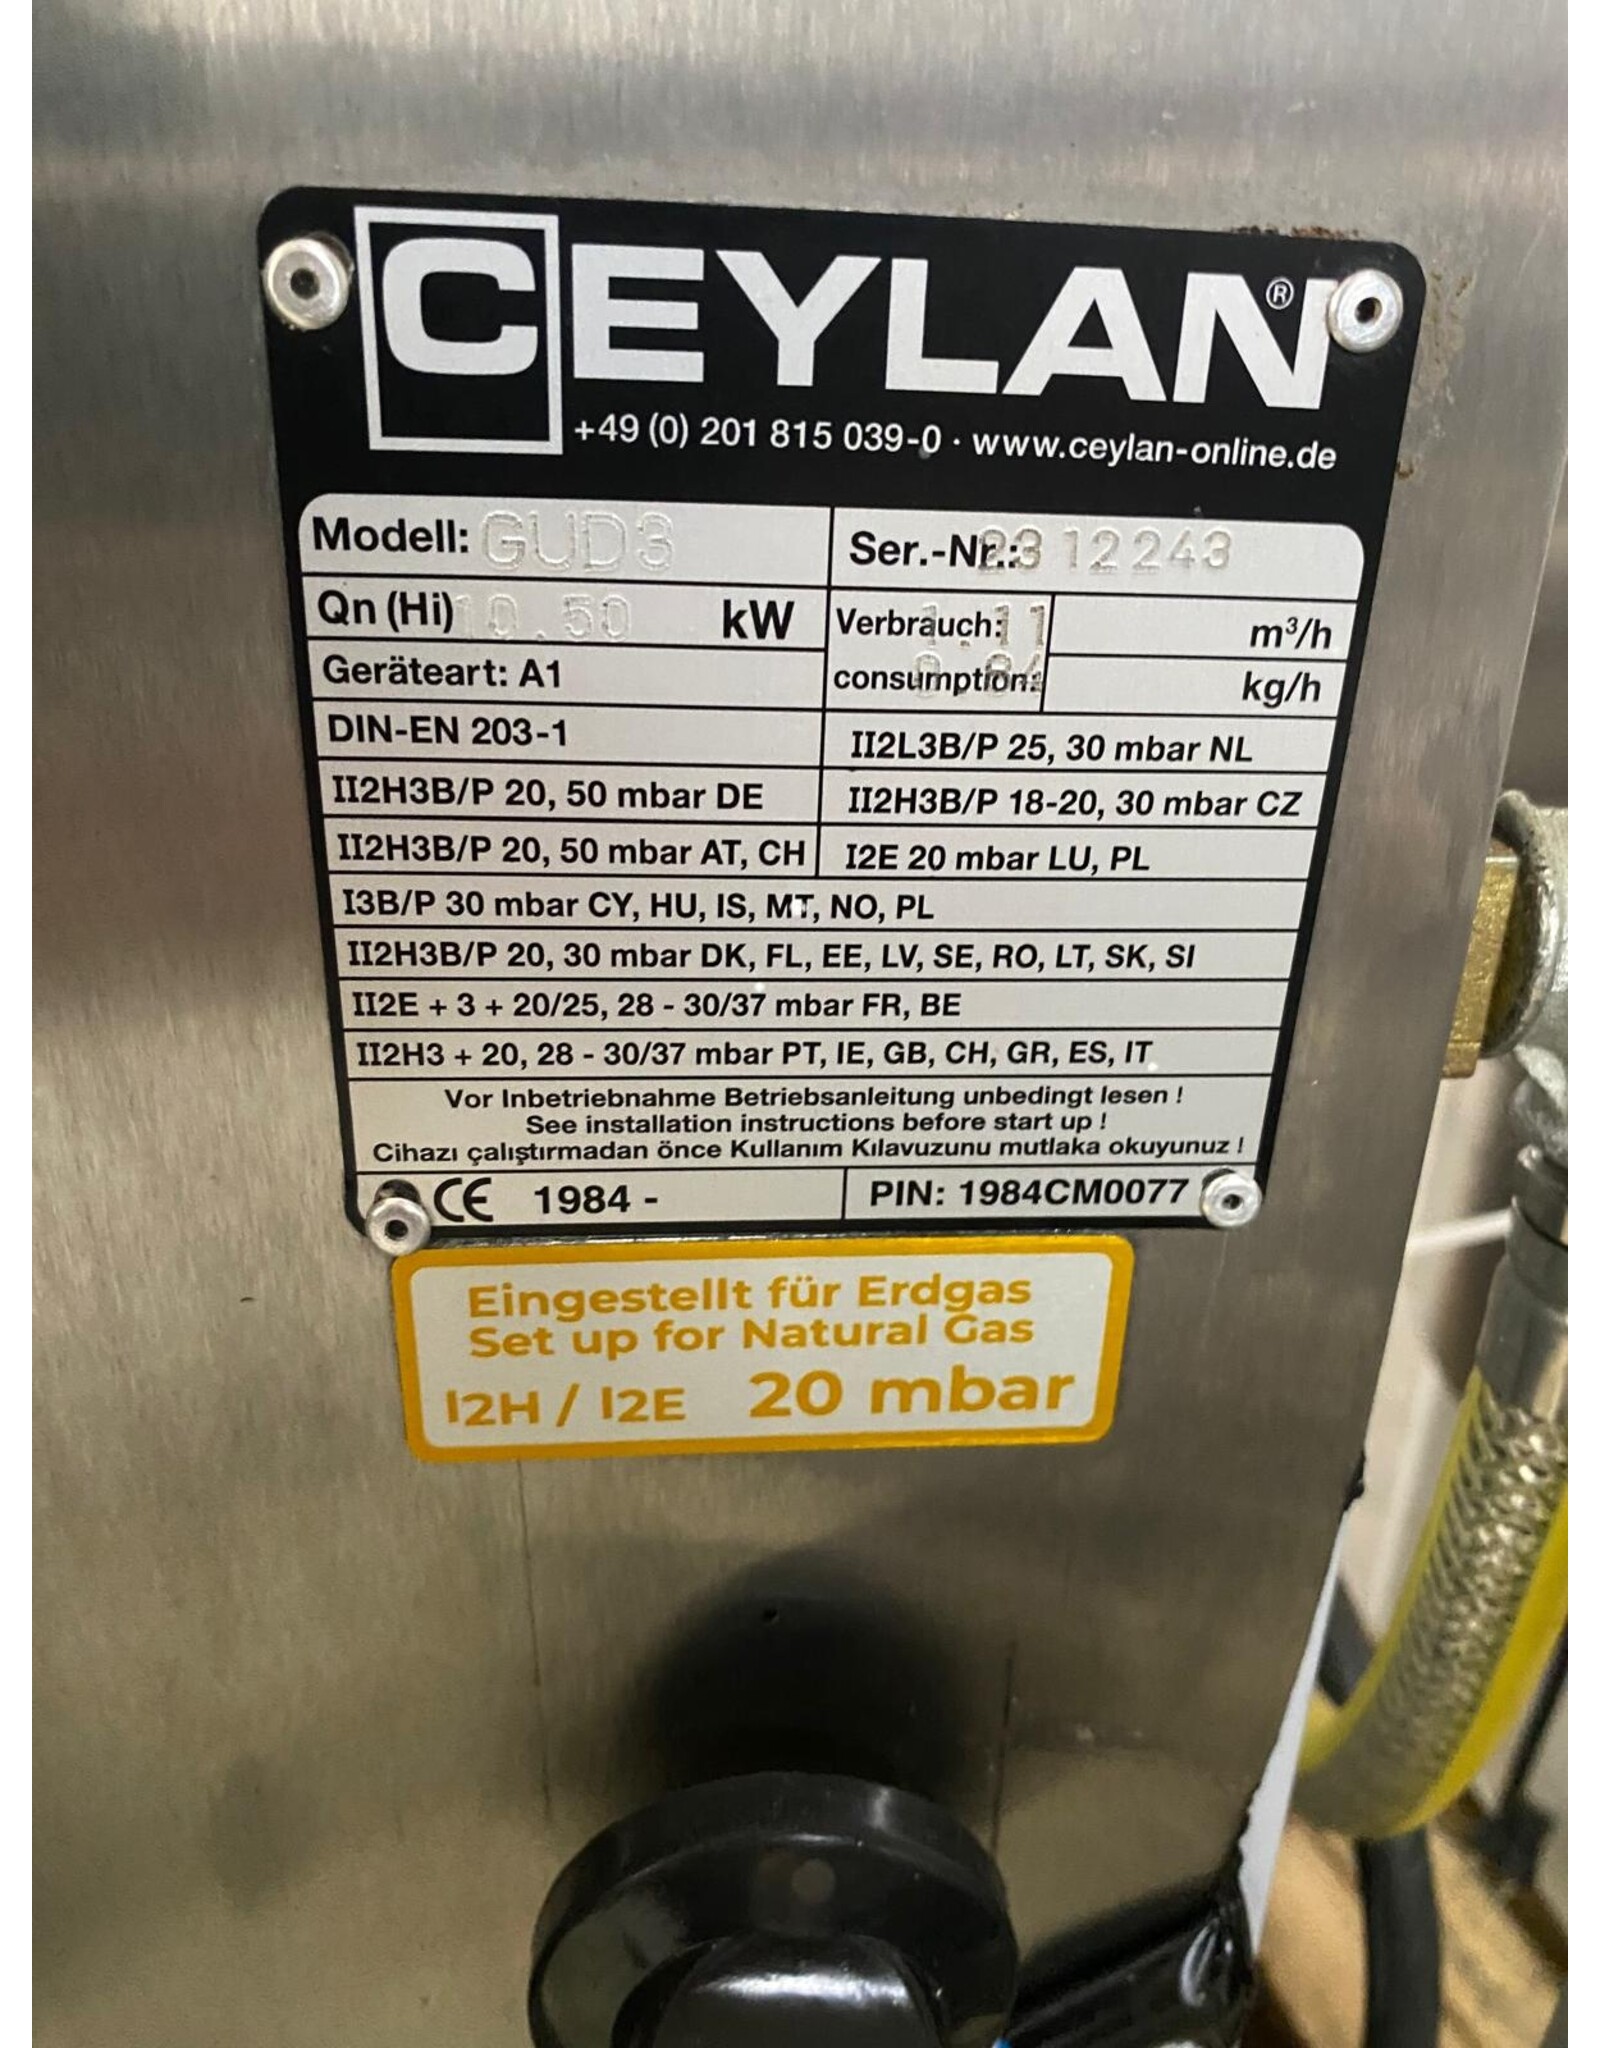 CEYLAN®
+49 (0) 201 815 039-0 · www.ceylan-online.de
Modell: GUD3
Ser.-Nr.: 2312243
Qn (Hi) 10.50 kW
Verbrauch: 1.11 m³/h
consumption: 0.84 kg/h
Geräteart: A1
DIN-EN 203-1
II2L3B/P 25, 30 mbar NL
II2H3B/P 20, 50 mbar DE
II2H3B/P 18-20, 30 mbar CZ
II2H3B/P 20, 50 mbar AT, CH
I2E 20 mbar LU, PL
I3B/P 30 mbar CY, HU, IS, MT, NO, PL
II2H3B/P 20, 30 mbar DK, FL, EE, LV, SE, RO, LT, SK, SI
II2E + 3 + 20/25, 28 - 30/37 mbar FR, BE
II2H3 + 20, 28 - 30/37 mbar PT, IE, GB, CH, GR, ES, IT
Vor Inbetriebnahme Betriebsanleitung unbedingt lesen !
See installation instructions before start up !
Cihazı çalıştırmadan önce Kullanım Kılavuzunu mutlaka okuyunuz !
CE 1984 -
PIN: 1984CM0077
Eingestellt für Erdgas
Set up for Natural Gas
I2H / I2E 20 mbar